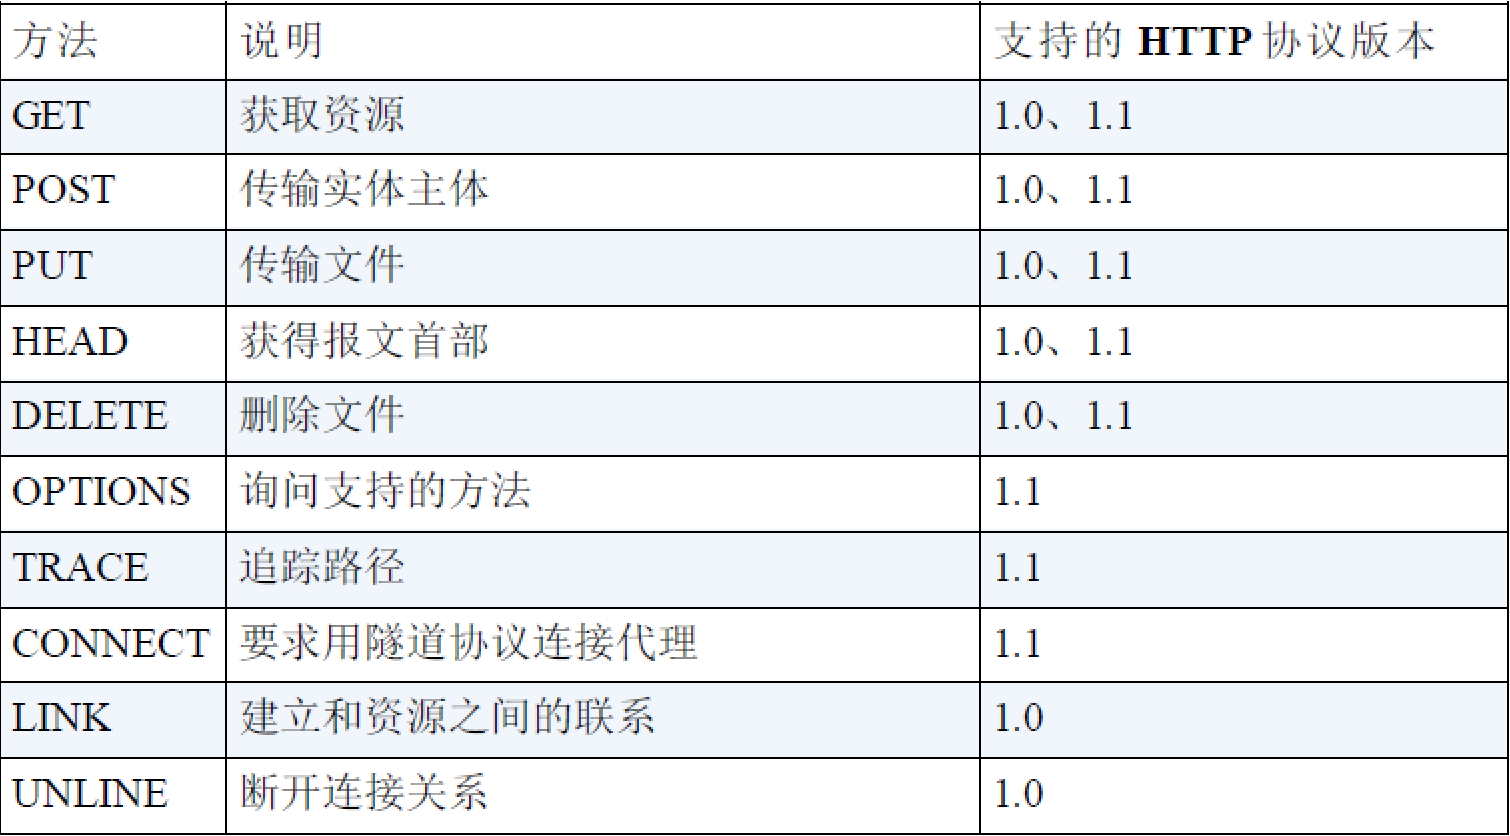 方法 说明 支持的 HTTP 协议版本
GET 获取资源 1.0、1.1
POST 传输实体主体 1.0、1.1
PUT 传输文件 1.0、1.1
HEAD 获得报文首部 1.0、1.1
DELETE 删除文件 1.0、1.1
OPTIONS 询问支持的方法 1.1
TRACE 追踪路径 1.1
CONNECT 要求用隧道协议连接代理 1.1
LINK 建立和资源之间的联系 1.0
UNLINE 断开连接关系 1.0